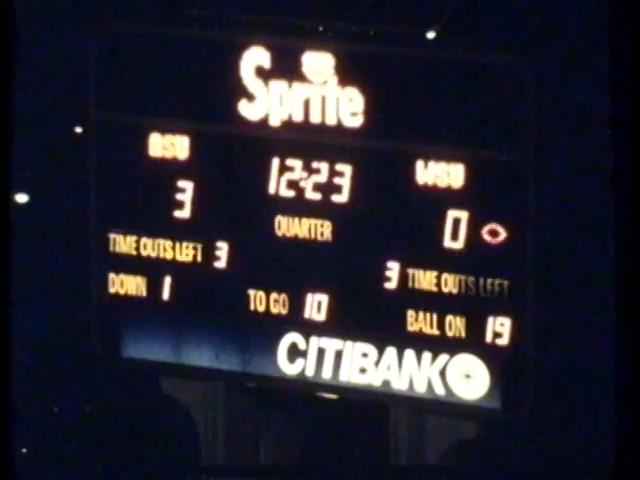 Sprite
ASU 12:23 WSU
3 QUARTER 0
TIME OUTS LEFT 3 3 TIME OUTS LEFT
DOWN 1 TO GO 10 BALL ON 19
CITIBANK